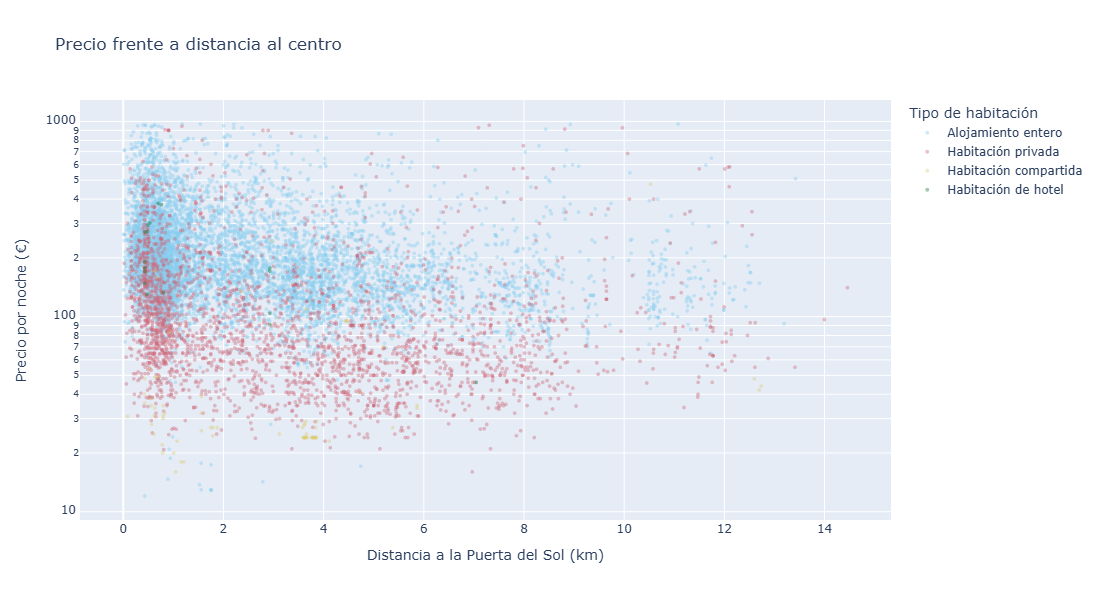 Precio frente a distancia al centro
Tipo de habitación
Alojamiento entero
Habitación privada
Habitación compartida
Habitación de hotel
Precio por noche (€)
1000
9
8
7
6
5
4
3
2
100
9
8
7
6
5
4
3
2
10
0 2 4 6 8 10 12 14
Distancia a la Puerta del Sol (km)